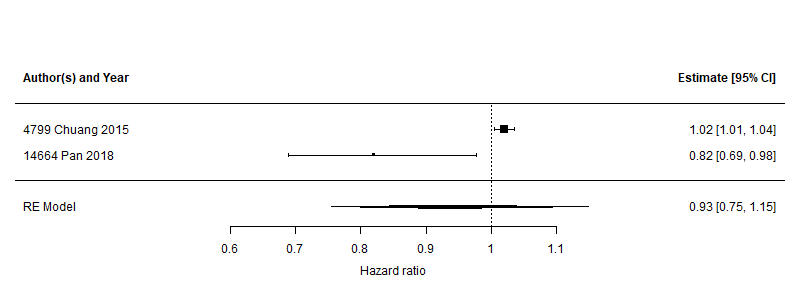 Author(s) and Year Estimate [95% CI]
4799 Chuang 2015 1.02 [1.01, 1.04]
14664 Pan 2018 0.82 [0.69, 0.98]
RE Model 0.93 [0.75, 1.15]
0.6 0.7 0.8 0.9 1 1.1
Hazard ratio